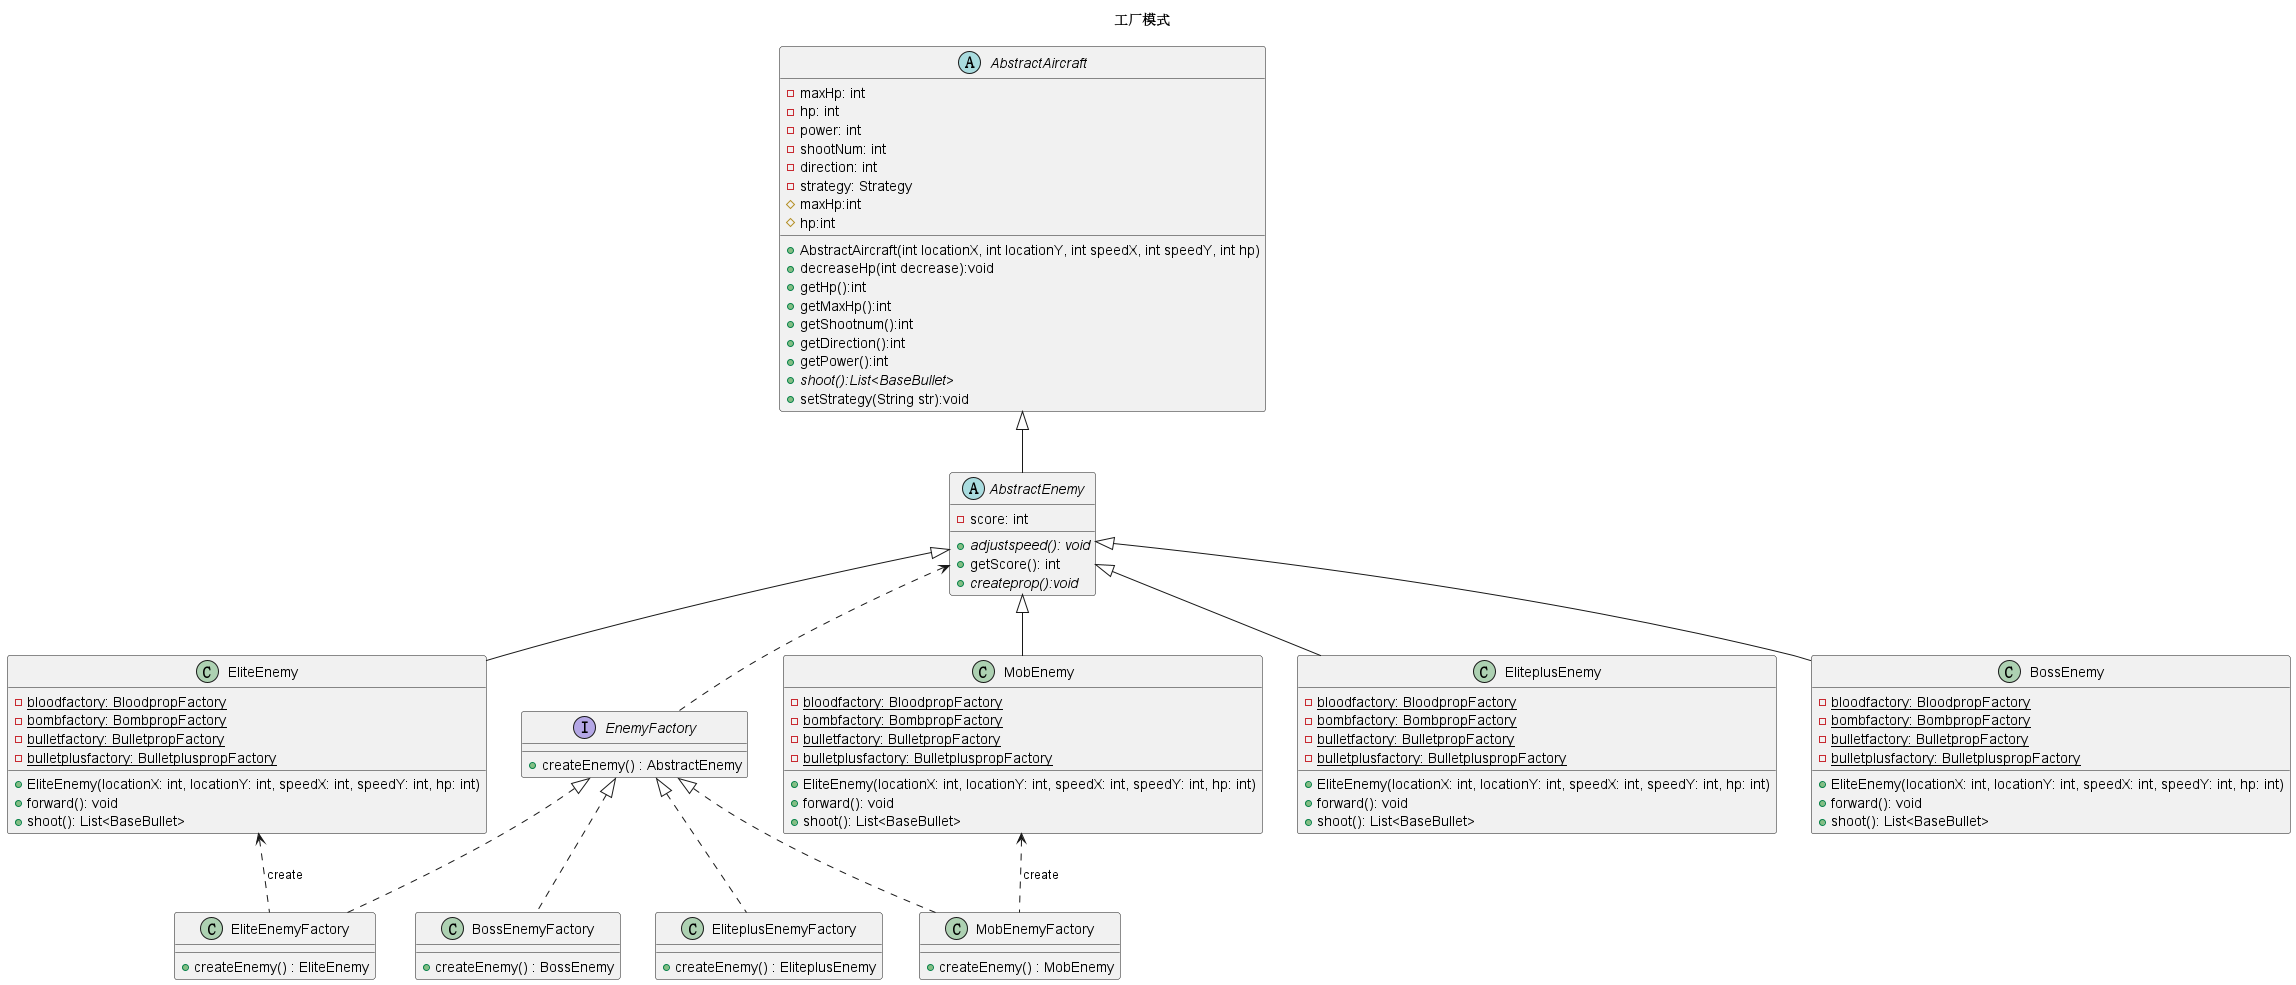 工厂模式
A AbstractAircraft
maxHp: int
hp: int
power: int
shootNum: int
direction: int
strategy: Strategy
maxHp:int
hp:int
AbstractAircraft(int locationX, int locationY, int speedX, int speedY, int hp)
decreaseHp(int decrease):void
getHp():int
getMaxHp():int
getShootnum():int
getDirection():int
getPower():int
shoot():List<BaseBullet>
setStrategy(String str):void
A AbstractEnemy
score: int
adjustspeed(): void
getScore(): int
createprop():void
C EliteEnemy
bloodfactory: BloodpropFactory
bombfactory: BombpropFactory
bulletfactory: BulletpropFactory
bulletplusfactory: BulletpluspropFactory
EliteEnemy(locationX: int, locationY: int, speedX: int, speedY: int, hp: int)
forward(): void
shoot(): List<BaseBullet>
I EnemyFactory
createEnemy() : AbstractEnemy
C MobEnemy
bloodfactory: BloodpropFactory
bombfactory: BombpropFactory
bulletfactory: BulletpropFactory
bulletplusfactory: BulletpluspropFactory
EliteEnemy(locationX: int, locationY: int, speedX: int, speedY: int, hp: int)
forward(): void
shoot(): List<BaseBullet>
C EliteplusEnemy
bloodfactory: BloodpropFactory
bombfactory: BombpropFactory
bulletfactory: BulletpropFactory
bulletplusfactory: BulletpluspropFactory
EliteEnemy(locationX: int, locationY: int, speedX: int, speedY: int, hp: int)
forward(): void
shoot(): List<BaseBullet>
C BossEnemy
bloodfactory: BloodpropFactory
bombfactory: BombpropFactory
bulletfactory: BulletpropFactory
bulletplusfactory: BulletpluspropFactory
EliteEnemy(locationX: int, locationY: int, speedX: int, speedY: int, hp: int)
forward(): void
shoot(): List<BaseBullet>
create
create
C EliteEnemyFactory
createEnemy() : EliteEnemy
C BossEnemyFactory
createEnemy() : BossEnemy
C EliteplusEnemyFactory
createEnemy() : EliteplusEnemy
C MobEnemyFactory
createEnemy() : MobEnemy